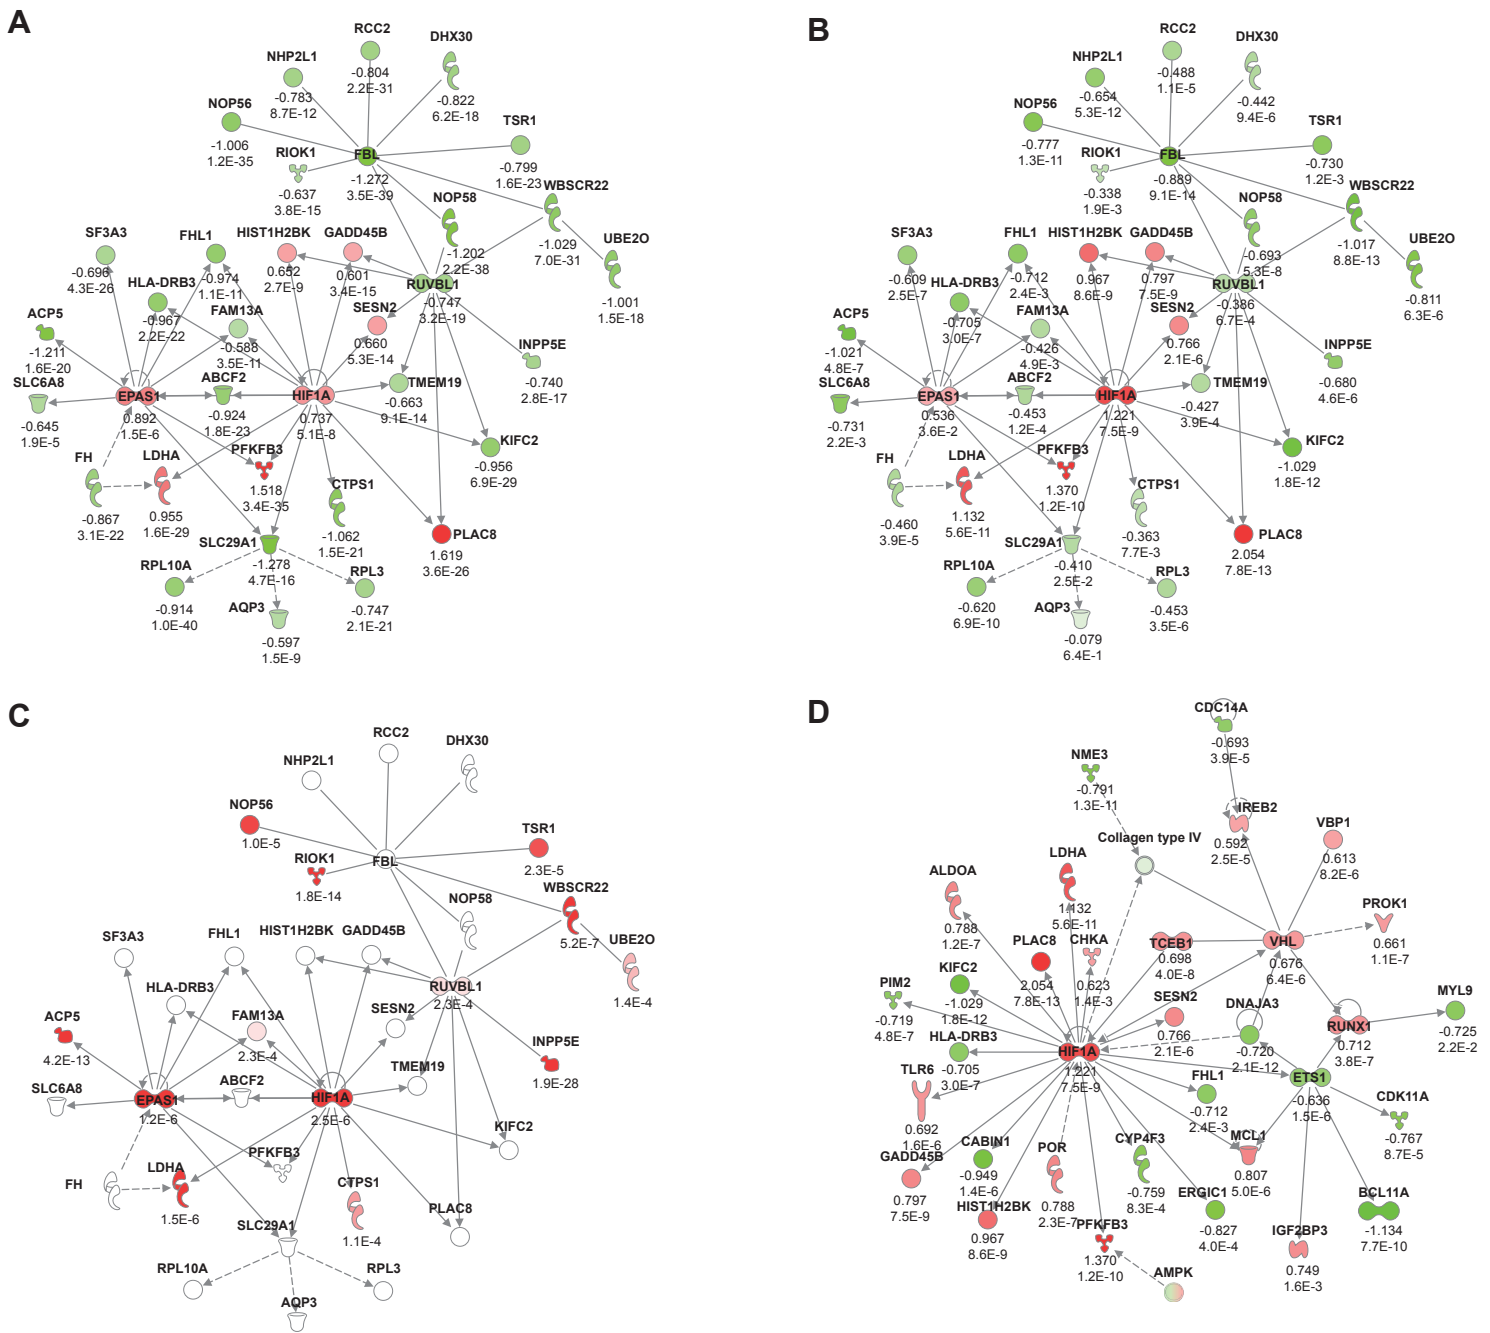 A
RCC2
-0.804
2.2E-31
DHX30
-0.822
6.2E-18
NHP2L1
-0.783
8.7E-12
NOP56
-1.006
1.2E-35
TSR1
-0.799
1.6E-23
RIOK1
-0.637
3.8E-15
FBL
-1.272
3.5E-39
WBSCR22
-1.029
7.0E-31
NOP58
-1.202
2.2E-38
UBE2O
-1.001
1.5E-18
SF3A3
-0.696
4.3E-26
FHL1
-0.974
1.1E-11
HIST1H2BK
0.652
2.7E-9
GADD45B
0.601
3.4E-15
HLA-DRB3
-0.967
2.2E-22
RUVBL1
-0.747
3.2E-19
ACP5
-1.211
1.6E-20
FAM13A
-0.588
3.5E-11
SESN2
0.660
5.3E-14
INPP5E
-0.740
2.8E-17
SLC6A8
-0.645
1.9E-5
EPAS1
0.892
1.5E-6
ABCF2
-0.924
1.8E-23
HIF1A
0.737
5.1E-8
TMEM19
-0.663
9.1E-14
KIFC2
-0.956
6.9E-29
FH
-0.867
3.1E-22
LDHA
0.955
1.6E-29
PFKFB3
1.518
3.4E-35
CTPS1
-1.062
1.5E-21
PLAC8
1.619
3.6E-26
SLC29A1
-1.278
4.7E-16
RPL10A
-0.914
1.0E-40
RPL3
-0.747
2.1E-21
AQP3
-0.597
1.5E-9
B
RCC2
-0.488
1.1E-5
DHX30
-0.442
9.4E-6
NHP2L1
-0.654
5.3E-12
NOP56
-0.777
1.3E-11
TSR1
-0.730
1.2E-3
RIOK1
-0.338
1.9E-3
FBL
-0.889
9.1E-14
WBSCR22
-1.017
8.8E-13
NOP58
-0.693
5.3E-8
UBE2O
-0.811
6.3E-6
SF3A3
-0.609
2.5E-7
FHL1
-0.712
2.4E-3
HIST1H2BK
0.967
8.6E-9
GADD45B
0.797
7.5E-9
HLA-DRB3
-0.705
3.0E-7
RUVBL1
-0.386
6.7E-4
ACP5
-1.021
4.8E-7
FAM13A
-0.426
4.9E-3
SESN2
0.766
2.1E-6
INPP5E
-0.680
4.6E-6
SLC6A8
-0.731
2.2E-3
EPAS1
0.536
3.6E-2
ABCF2
-0.453
1.2E-4
HIF1A
1.221
7.5E-9
TMEM19
-0.427
3.9E-4
KIFC2
-1.029
1.8E-12
FH
-0.460
3.9E-5
LDHA
1.132
5.6E-11
PFKFB3
1.370
1.2E-10
CTPS1
-0.363
7.7E-3
PLAC8
2.054
7.8E-13
SLC29A1
-0.410
2.5E-2
RPL10A
-0.620
6.9E-10
RPL3
-0.453
3.5E-6
AQP3
-0.079
6.4E-1
C
RCC2
DHX30
NHP2L1
NOP56
1.0E-5
TSR1
2.3E-5
RIOK1
1.8E-14
FBL
WBSCR22
5.2E-7
NOP58
UBE2O
1.4E-4
SF3A3
FHL1
HIST1H2BK
GADD45B
HLA-DRB3
RUVBL1
2.3E-4
ACP5
4.2E-13
FAM13A
2.3E-4
SESN2
INPP5E
1.9E-28
SLC6A8
EPAS1
1.2E-6
ABCF2
HIF1A
2.5E-6
TMEM19
KIFC2
FH
LDHA
1.5E-6
PFKFB3
CTPS1
1.1E-4
PLAC8
SLC29A1
RPL10A
RPL3
AQP3
D
CDC14A
-0.693
3.9E-5
NME3
-0.791
1.3E-11
IREB2
0.592
2.5E-5
VBP1
0.613
8.2E-6
Collagen type IV
LDHA
1.132
5.6E-11
ALDOA
0.788
1.2E-7
PROK1
0.661
1.1E-7
PLAC8
2.054
7.8E-13
CHKA
0.623
1.4E-3
TCEB1
0.698
4.0E-8
VHL
0.676
6.4E-6
KIFC2
-1.029
1.8E-12
PIM2
-0.719
4.8E-7
SESN2
0.766
2.1E-6
DNAJA3
-0.720
2.1E-12
RUNX1
0.712
3.8E-7
MYL9
-0.725
2.2E-2
HLA-DRB3
-0.705
3.0E-7
HIF1A
1.221
7.5E-9
ETS1
-0.636
1.5E-6
TLR6
0.692
1.6E-6
FHL1
-0.712
2.4E-3
CDK11A
-0.767
8.7E-5
GADD45B
0.797
7.5E-9
CABIN1
-0.949
1.4E-6
POR
0.788
2.3E-7
CYP4F3
-0.759
8.3E-4
MCL1
0.807
5.0E-6
HIST1H2BK
0.967
8.6E-9
ERGIC1
-0.827
4.0E-4
BCL11A
-1.134
7.7E-10
PFKFB3
1.370
1.2E-10
IGF2BP3
0.749
1.6E-3
AMPK